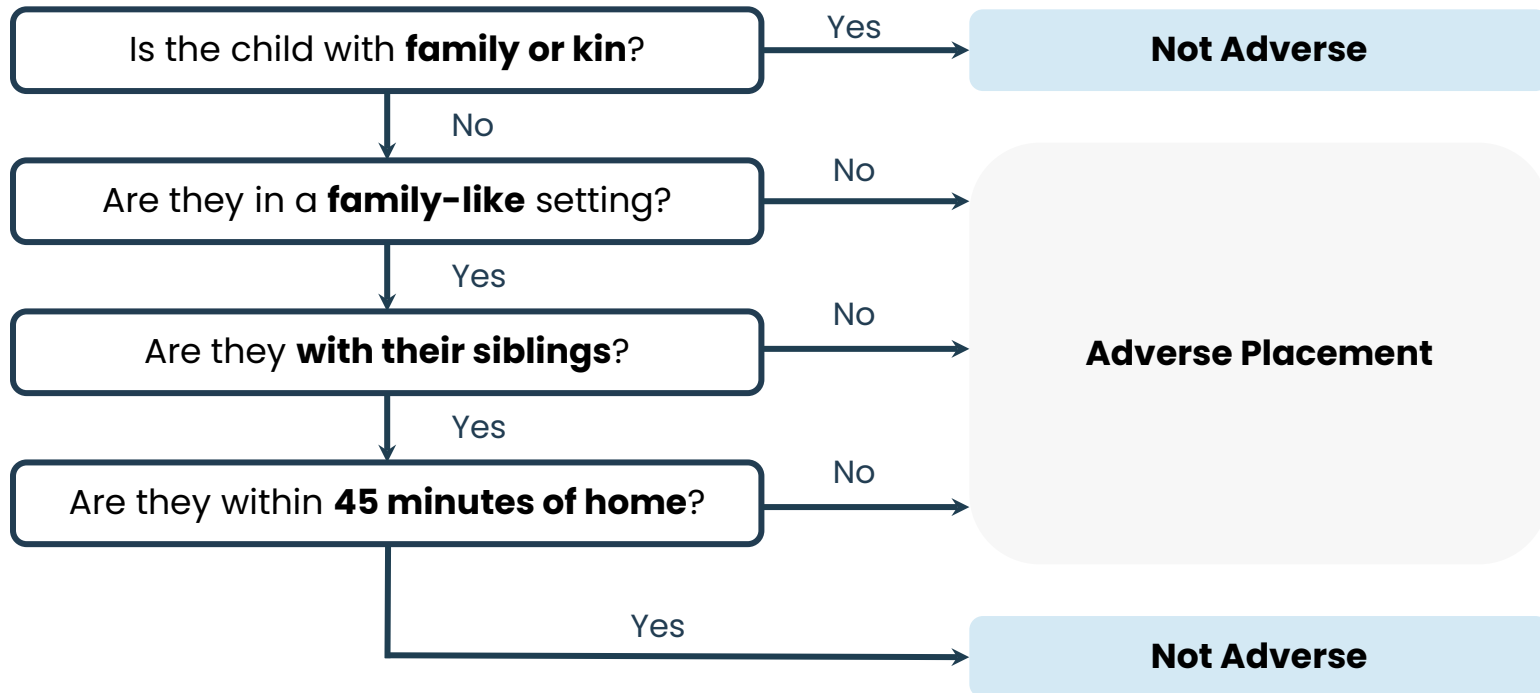 Is the child with family or kin?
Yes
Not Adverse
No
Are they in a family-like setting?
No
Yes
Are they with their siblings?
No
Adverse Placement
Yes
Are they within 45 minutes of home?
No
Yes
Not Adverse